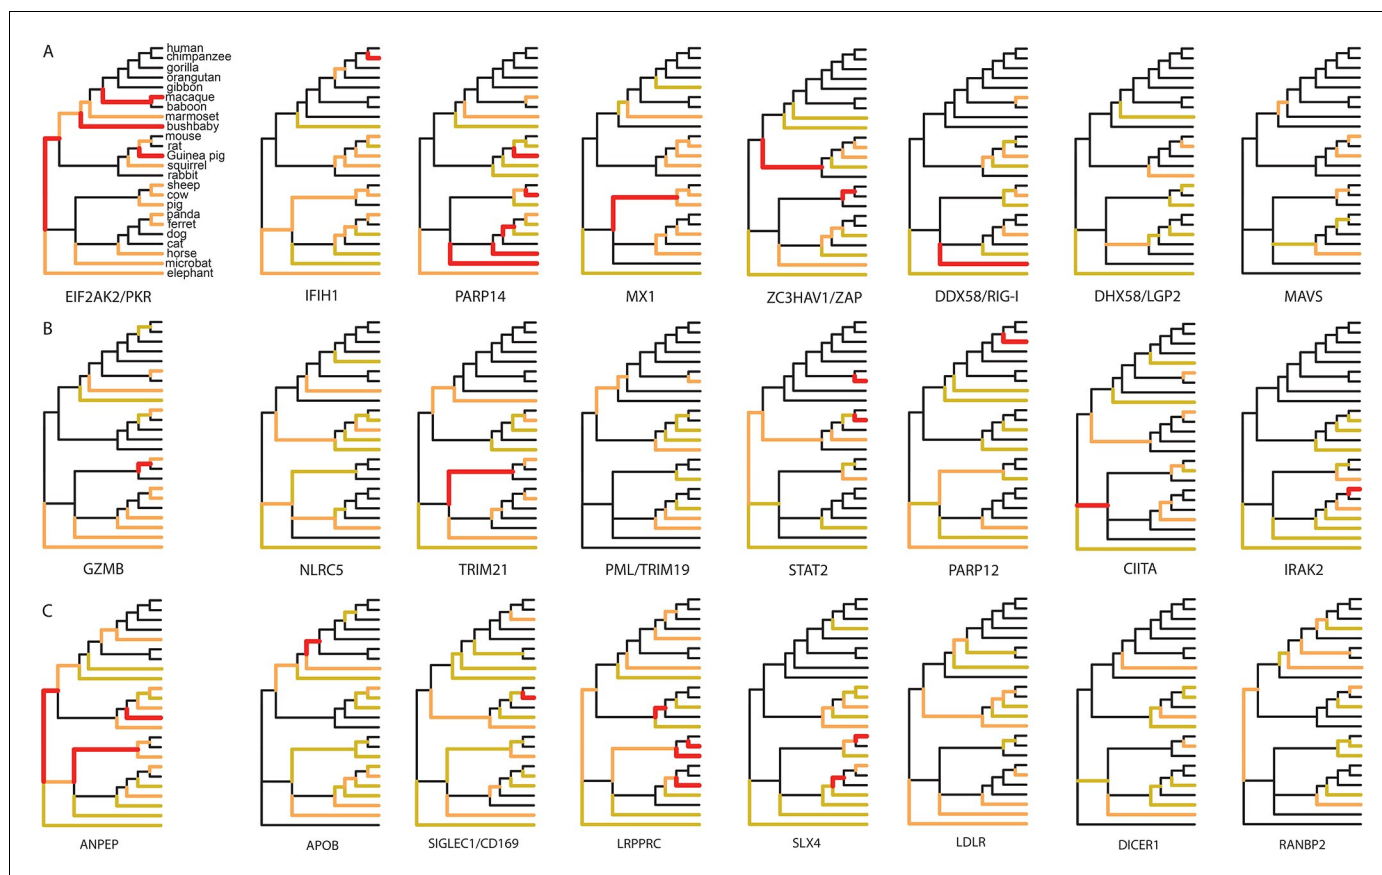 A
human
chimpanzee
gorilla
orangutan
gibbon
macaque
baboon
marmoset
bushbaby
mouse
rat
Guinea pig
squirrel
rabbit
sheep
cow
pig
panda
ferret
dog
cat
horse
microbat
elephant
EIF2AK2/PKR IFIH1 PARP14 MX1 ZC3HAV1/ZAP DDX58/RIG-I DHX58/LGP2 MAVS
B
GZMB NLRC5 TRIM21 PML/TRIM19 STAT2 PARP12 CIITA IRAK2
C
ANPEP APOB SIGLEC1/CD169 LRPPRC SLX4 LDLR DICER1 RANBP2